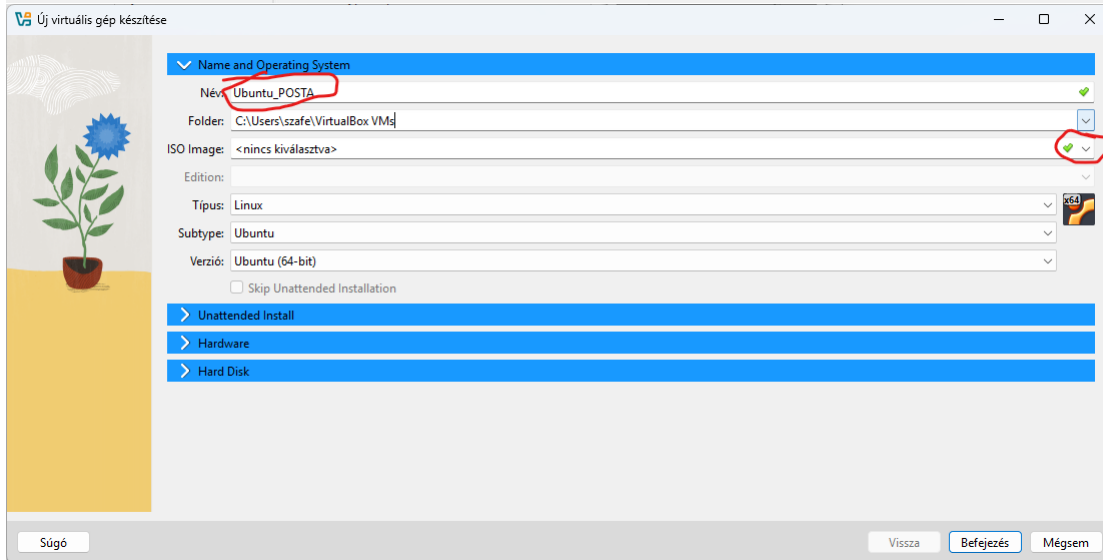 Új virtuális gép készítése
Name and Operating System
Név: Ubuntu_POSTA
Folder: C:\Users\szafe\VirtualBox VMs
ISO Image: <nincs kiválasztva>
Edition:
Típus: Linux
x64
Subtype: Ubuntu
Verzió: Ubuntu (64-bit)
Skip Unattended Installation
Unattended Install
Hardware
Hard Disk
Súgó Vissza Befejezés Mégsem